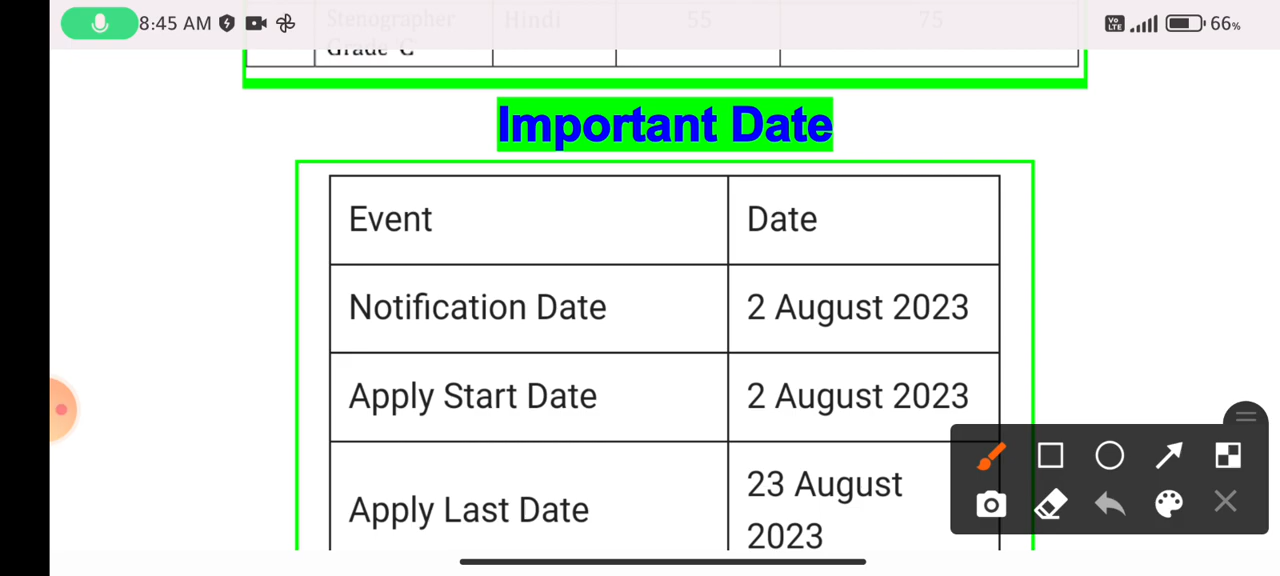 8:45 AM 66%
Stenographer Hindi 55 75
Grade C
Important Date
Event Date
Notification Date 2 August 2023
Apply Start Date 2 August 2023
Apply Last Date 23 August
2023